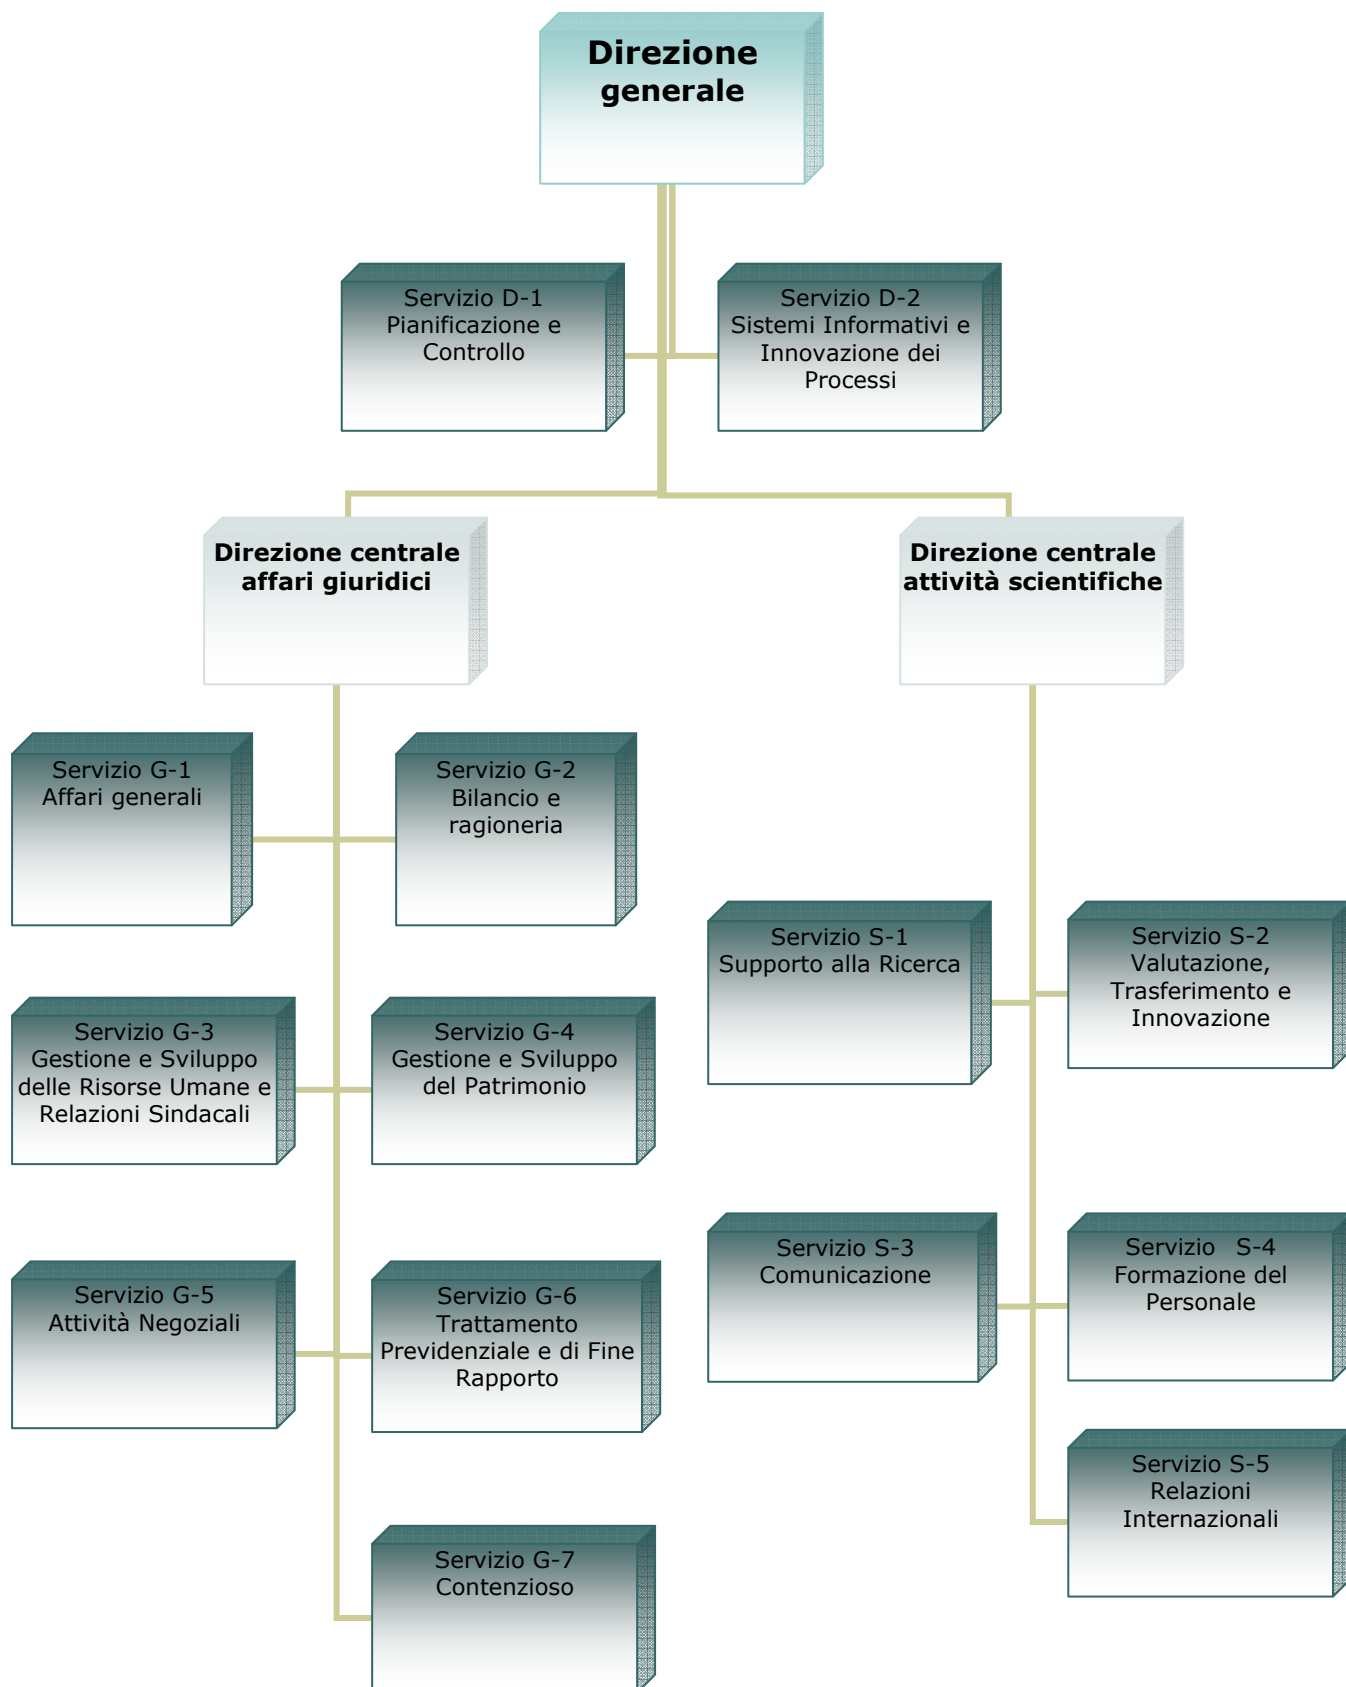 Direzione
generale
Servizio D-1
Pianificazione e
Controllo
Servizio D-2
Sistemi Informativi e
Innovazione dei
Processi
Direzione centrale
affari giuridici
Direzione centrale
attività scientifiche
Servizio G-1
Affari generali
Servizio G-2
Bilancio e
ragioneria
Servizio S-1
Supporto alla Ricerca
Servizio S-2
Valutazione,
Trasferimento e
Innovazione
Servizio G-3
Gestione e Sviluppo
delle Risorse Umane e
Relazioni Sindacali
Servizio G-4
Gestione e Sviluppo
del Patrimonio
Servizio S-3
Comunicazione
Servizio S-4
Formazione del
Personale
Servizio G-5
Attività Negoziali
Servizio G-6
Trattamento
Previdenziale e di Fine
Rapporto
Servizio S-5
Relazioni
Internazionali
Servizio G-7
Contenzioso